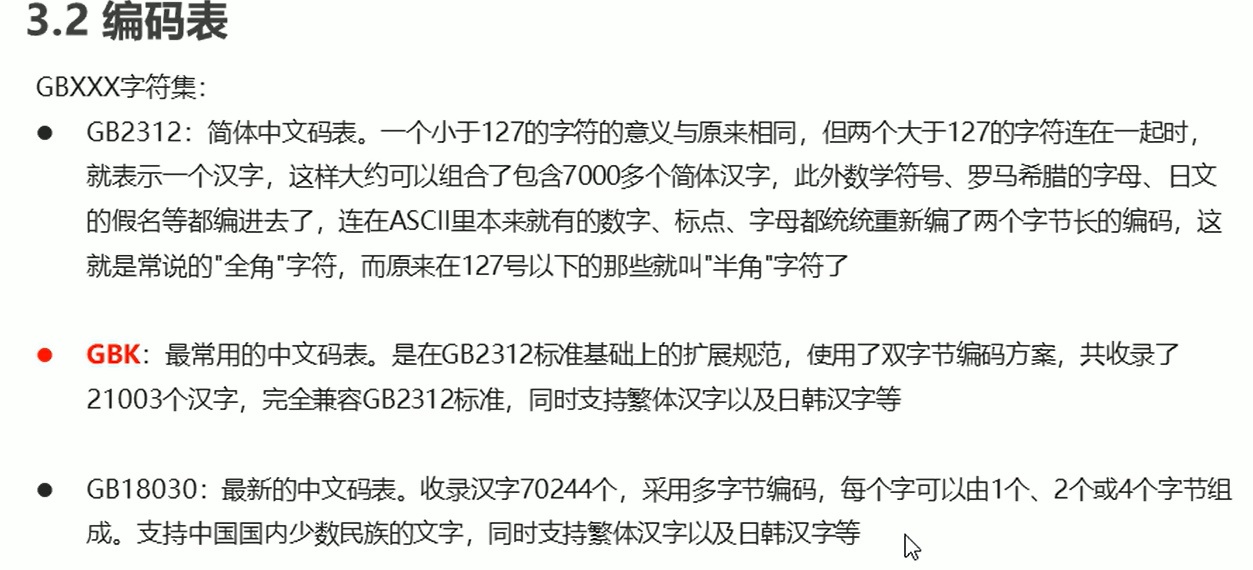 3.2 编码表
GBXXX字符集：
● GB2312：简体中文码表。一个小于127的字符的意义与原来相同，但两个大于127的字符连在一起时，
就表示一个汉字，这样大约可以组合了包含7000多个简体汉字，此外数学符号、罗马希腊的字母、日文
的假名等都编进去了，连在ASCII里本来就有的数字、标点、字母都统统重新编了两个字节长的编码，这
就是常说的"全角"字符，而原来在127号以下的那些就叫"半角"字符了
● GBK：最常用的中文码表。是在GB2312标准基础上的扩展规范，使用了双字节编码方案，共收录了
21003个汉字，完全兼容GB2312标准，同时支持繁体汉字以及日韩汉字等
● GB18030：最新的中文码表。收录汉字70244个，采用多字节编码，每个字可以由1个、2个或4个字节组
成。支持中国国内少数民族的文字，同时支持繁体汉字以及日韩汉字等